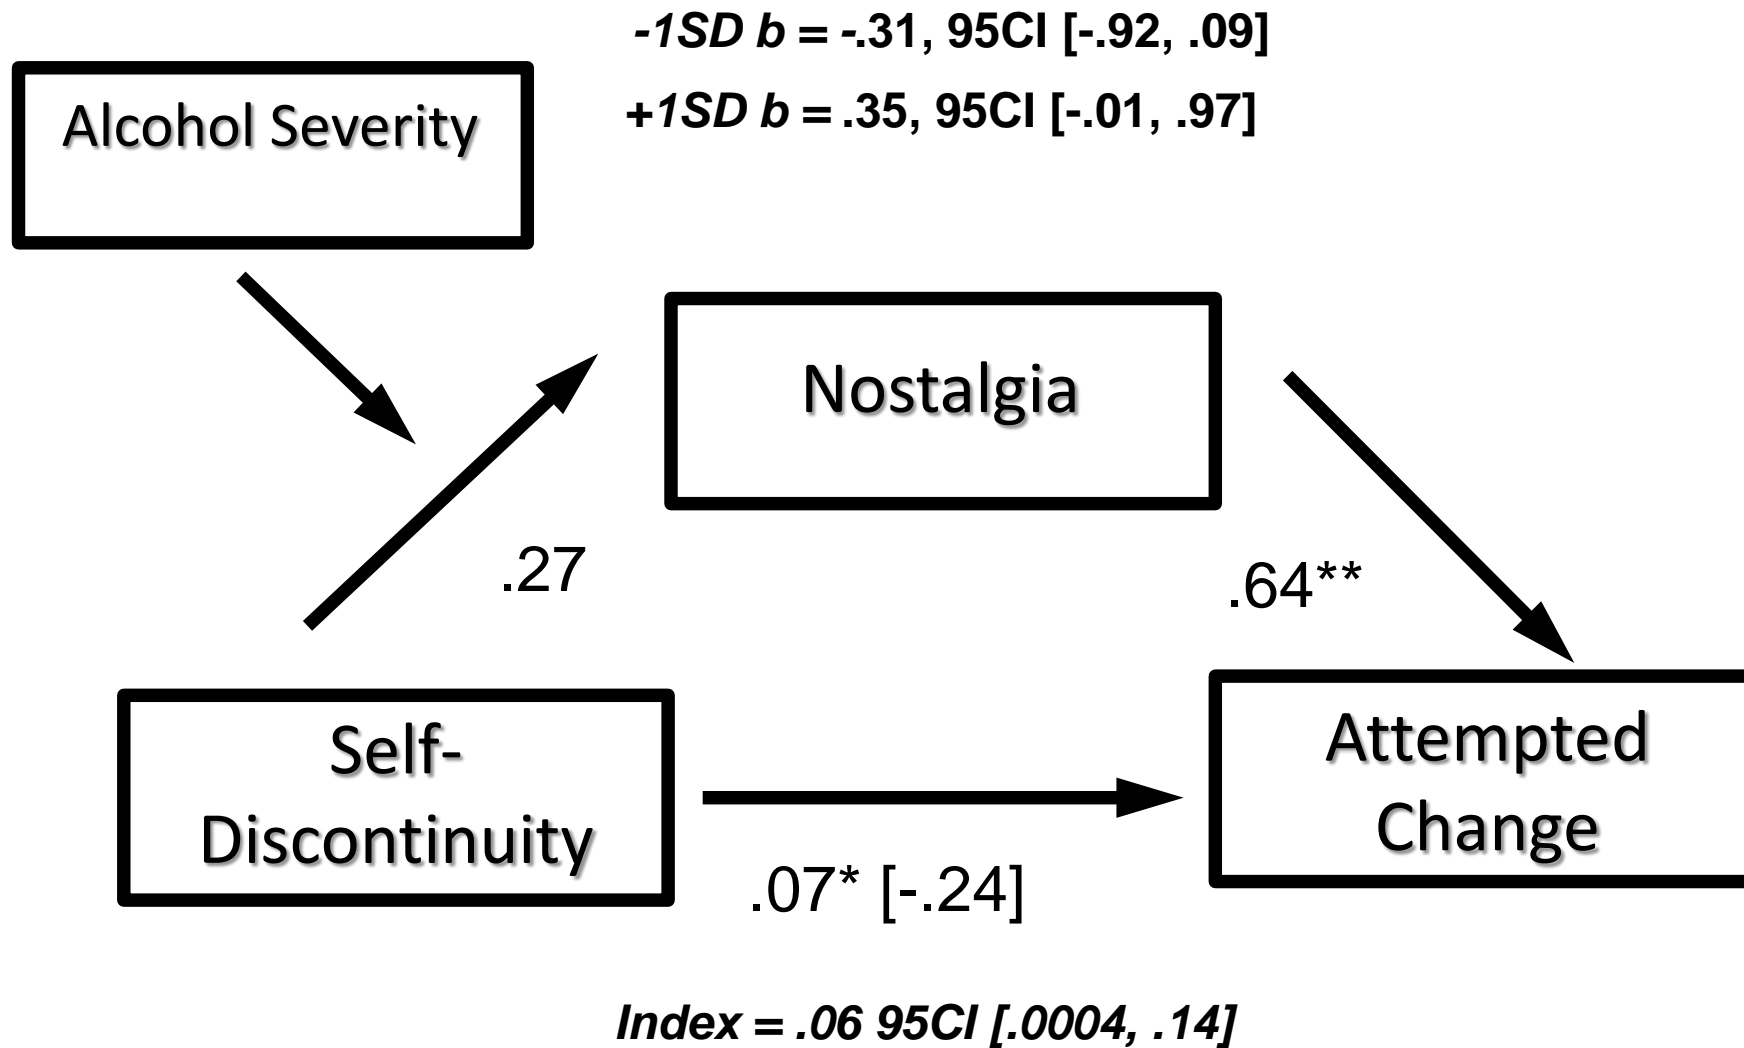 -1SD b = -.31, 95CI [-.92, .09]
+1SD b = .35, 95CI [-.01, .97]
Alcohol Severity
Nostalgia
.27
.64**
Self-
Discontinuity
Attempted
Change
.07* [-.24]
Index = .06 95CI [.0004, .14]